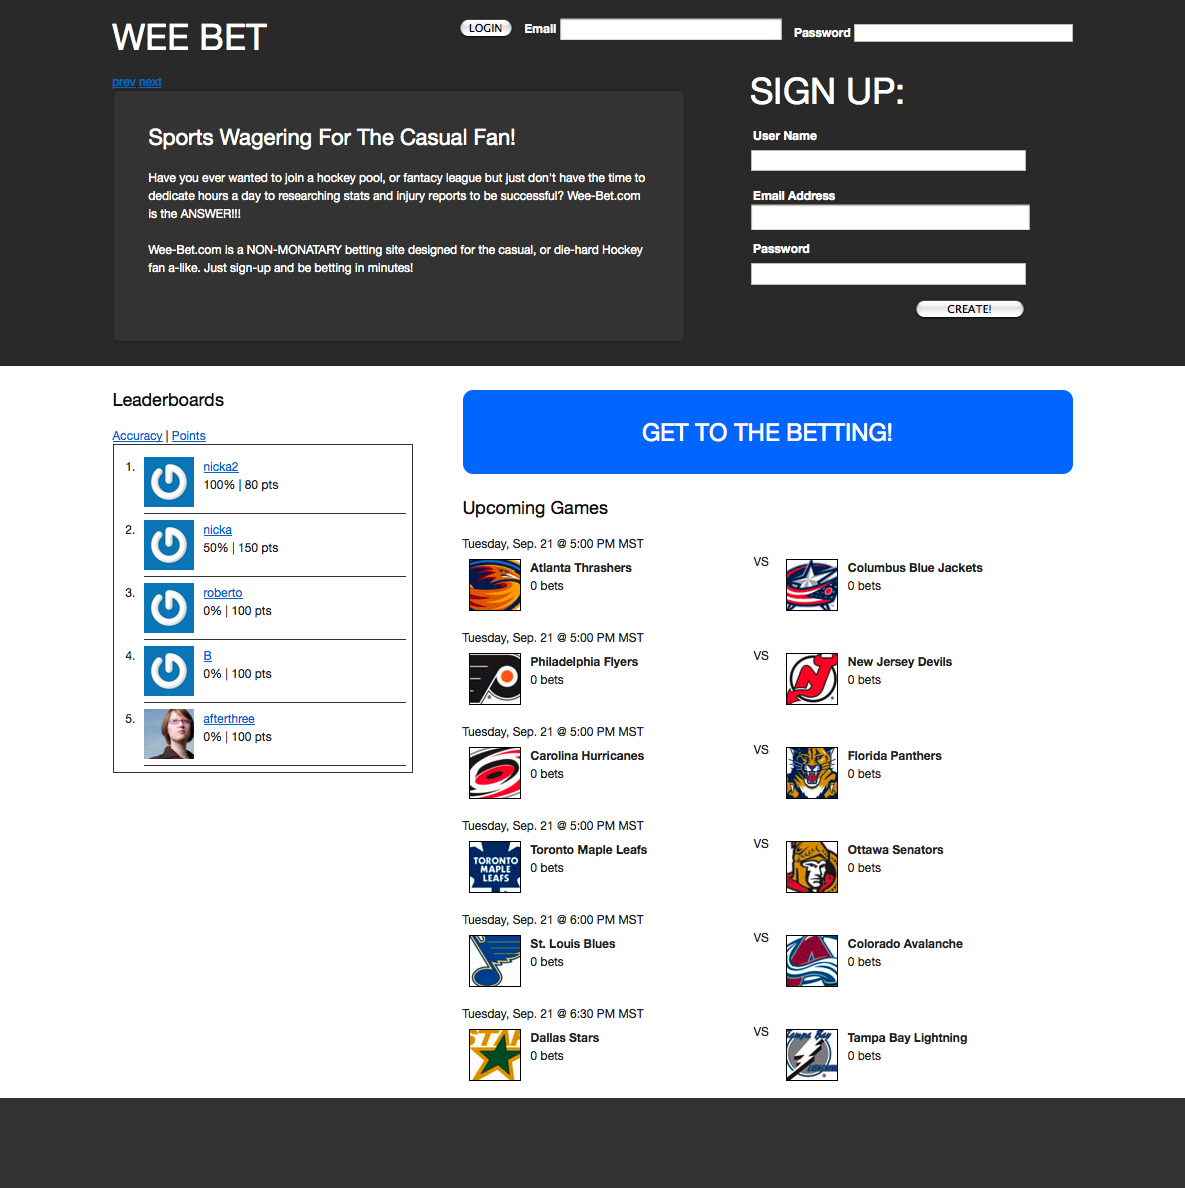 WEE BET
LOGIN Email Password
prev next
Sports Wagering For The Casual Fan!
Have you ever wanted to join a hockey pool, or fantacy league but just don't have the time to
dedicate hours a day to researching stats and injury reports to be successful? Wee-Bet.com
is the ANSWER!!!
Wee-Bet.com is a NON-MONATARY betting site designed for the casual, or die-hard Hockey
fan a-like. Just sign-up and be betting in minutes!
SIGN UP:
User Name
Email Address
Password
CREATE!
Leaderboards
Accuracy | Points
1. nicka2
100% | 80 pts
2. nicka
50% | 150 pts
3. roberto
0% | 100 pts
4. B
0% | 100 pts
5. afterthree
0% | 100 pts
GET TO THE BETTING!
Upcoming Games
Tuesday, Sep. 21 @ 5:00 PM MST
Atlanta Thrashers VS Columbus Blue Jackets
0 bets 0 bets
Tuesday, Sep. 21 @ 5:00 PM MST
Philadelphia Flyers VS New Jersey Devils
0 bets 0 bets
Tuesday, Sep. 21 @ 5:00 PM MST
Carolina Hurricanes VS Florida Panthers
0 bets 0 bets
Tuesday, Sep. 21 @ 5:00 PM MST
TORONTO
MAPLE
LEAFS
Toronto Maple Leafs VS Ottawa Senators
0 bets 0 bets
Tuesday, Sep. 21 @ 6:00 PM MST
St. Louis Blues VS Colorado Avalanche
0 bets 0 bets
Tuesday, Sep. 21 @ 6:30 PM MST
STAR
Dallas Stars VS Tampa Bay Lightning
0 bets 0 bets